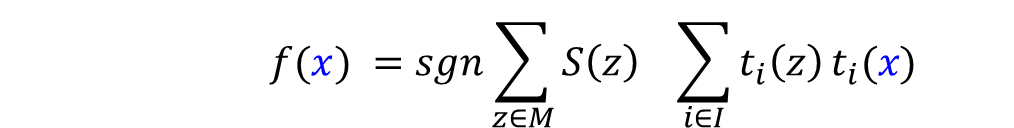 f(x) = sgn ∑_{z∈M} S(z) ∑_{i∈I} t_i(z) t_i(x)